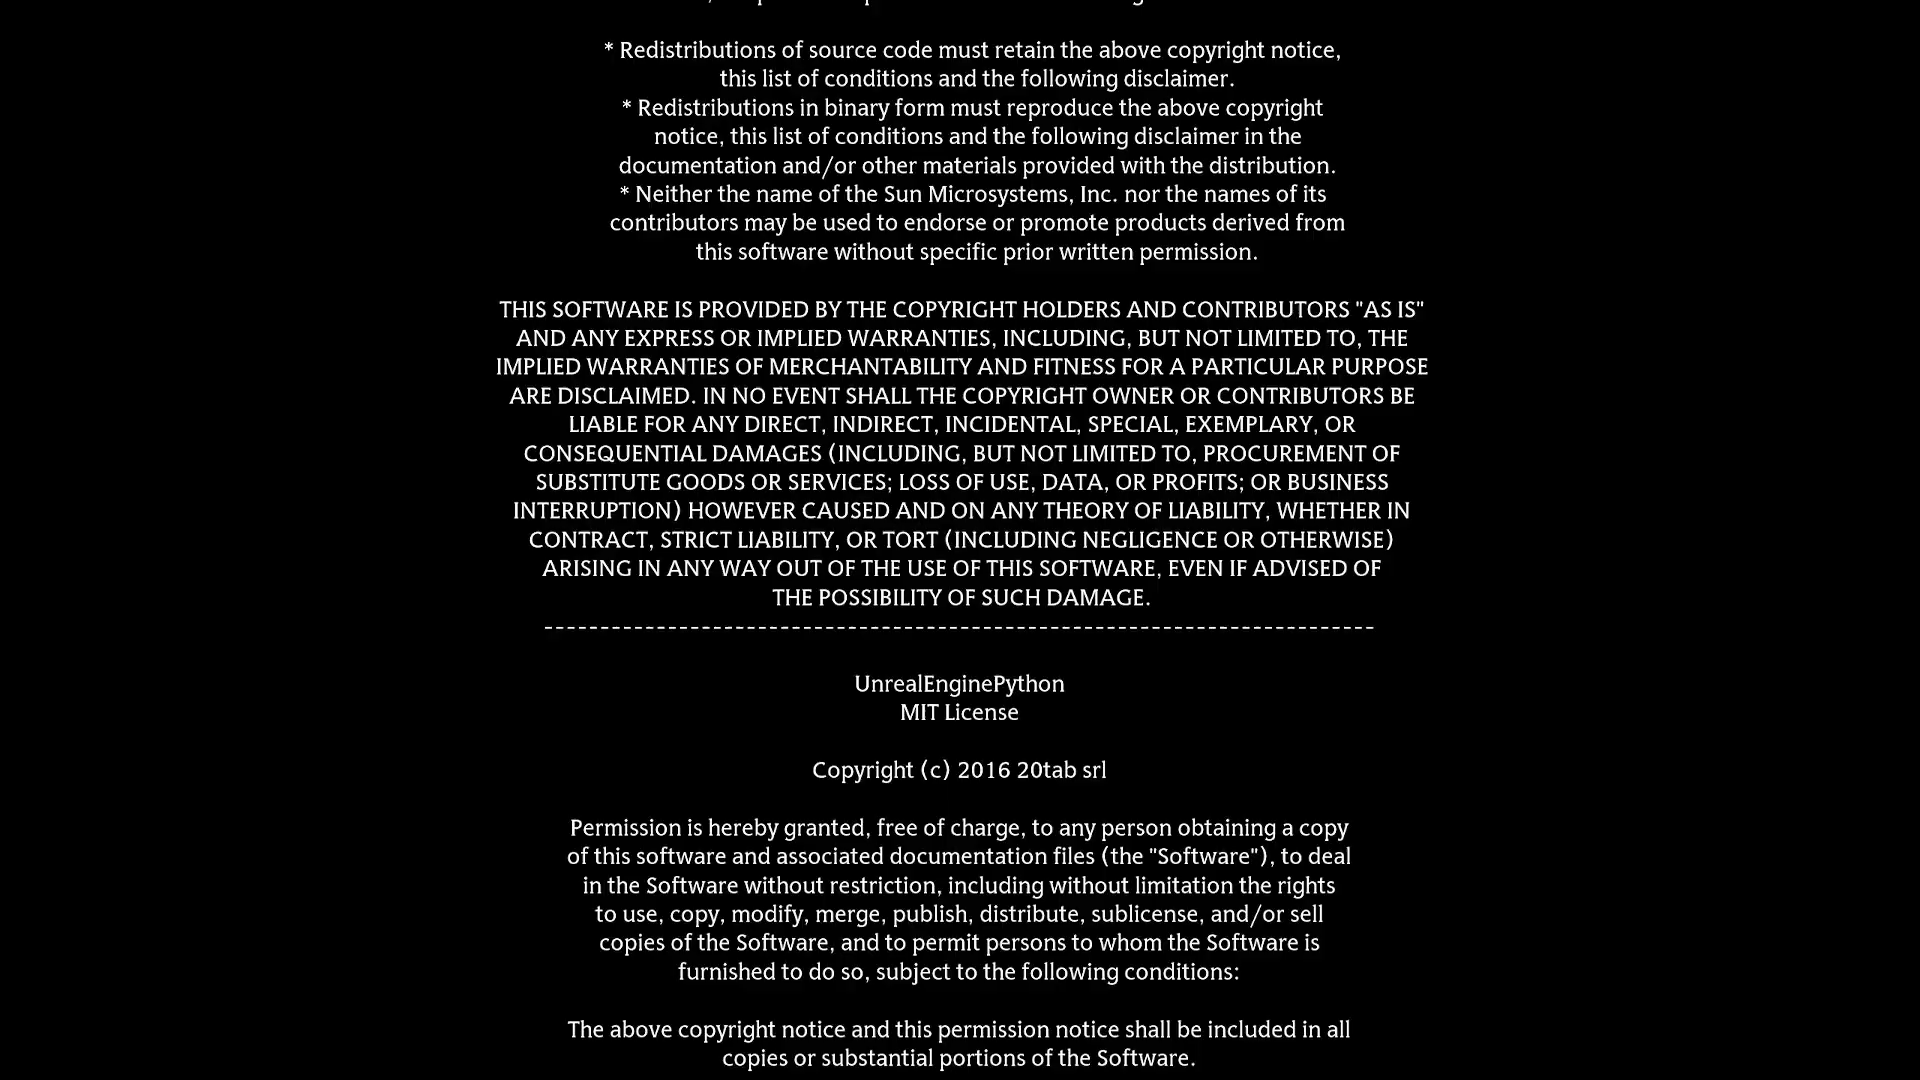 * Redistributions of source code must retain the above copyright notice,
this list of conditions and the following disclaimer.
* Redistributions in binary form must reproduce the above copyright
notice, this list of conditions and the following disclaimer in the
documentation and/or other materials provided with the distribution.
* Neither the name of the Sun Microsystems, Inc. nor the names of its
contributors may be used to endorse or promote products derived from
this software without specific prior written permission.
THIS SOFTWARE IS PROVIDED BY THE COPYRIGHT HOLDERS AND CONTRIBUTORS "AS IS"
AND ANY EXPRESS OR IMPLIED WARRANTIES, INCLUDING, BUT NOT LIMITED TO, THE
IMPLIED WARRANTIES OF MERCHANTABILITY AND FITNESS FOR A PARTICULAR PURPOSE
ARE DISCLAIMED. IN NO EVENT SHALL THE COPYRIGHT OWNER OR CONTRIBUTORS BE
LIABLE FOR ANY DIRECT, INDIRECT, INCIDENTAL, SPECIAL, EXEMPLARY, OR
CONSEQUENTIAL DAMAGES (INCLUDING, BUT NOT LIMITED TO, PROCUREMENT OF
SUBSTITUTE GOODS OR SERVICES; LOSS OF USE, DATA, OR PROFITS; OR BUSINESS
INTERRUPTION) HOWEVER CAUSED AND ON ANY THEORY OF LIABILITY, WHETHER IN
CONTRACT, STRICT LIABILITY, OR TORT (INCLUDING NEGLIGENCE OR OTHERWISE)
ARISING IN ANY WAY OUT OF THE USE OF THIS SOFTWARE, EVEN IF ADVISED OF
THE POSSIBILITY OF SUCH DAMAGE.
--------------------------------------------------------------------------
UnrealEnginePython
MIT License
Copyright (c) 2016 20tab srl
Permission is hereby granted, free of charge, to any person obtaining a copy
of this software and associated documentation files (the "Software"), to deal
in the Software without restriction, including without limitation the rights
to use, copy, modify, merge, publish, distribute, sublicense, and/or sell
copies of the Software, and to permit persons to whom the Software is
furnished to do so, subject to the following conditions:
The above copyright notice and this permission notice shall be included in all
copies or substantial portions of the Software.